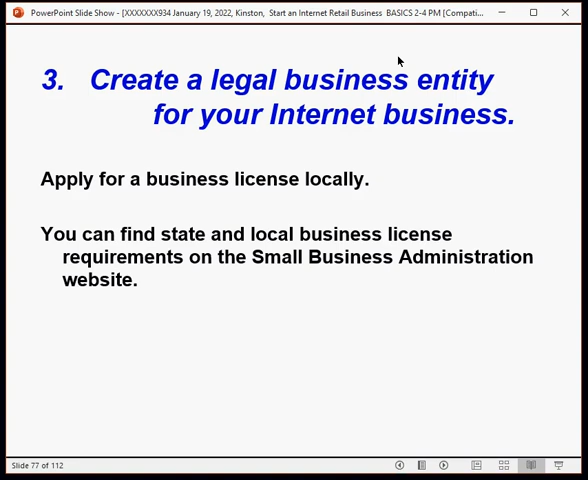 PowerPoint Slide Show - [XXXXXXX934 January 19, 2022, Kinston, Start an Internet Retail Business BASICS 2-4 PM [Compati...
3. Create a legal business entity
for your Internet business.
Apply for a business license locally.
You can find state and local business license
requirements on the Small Business Administration
website.
Slide 77 of 112